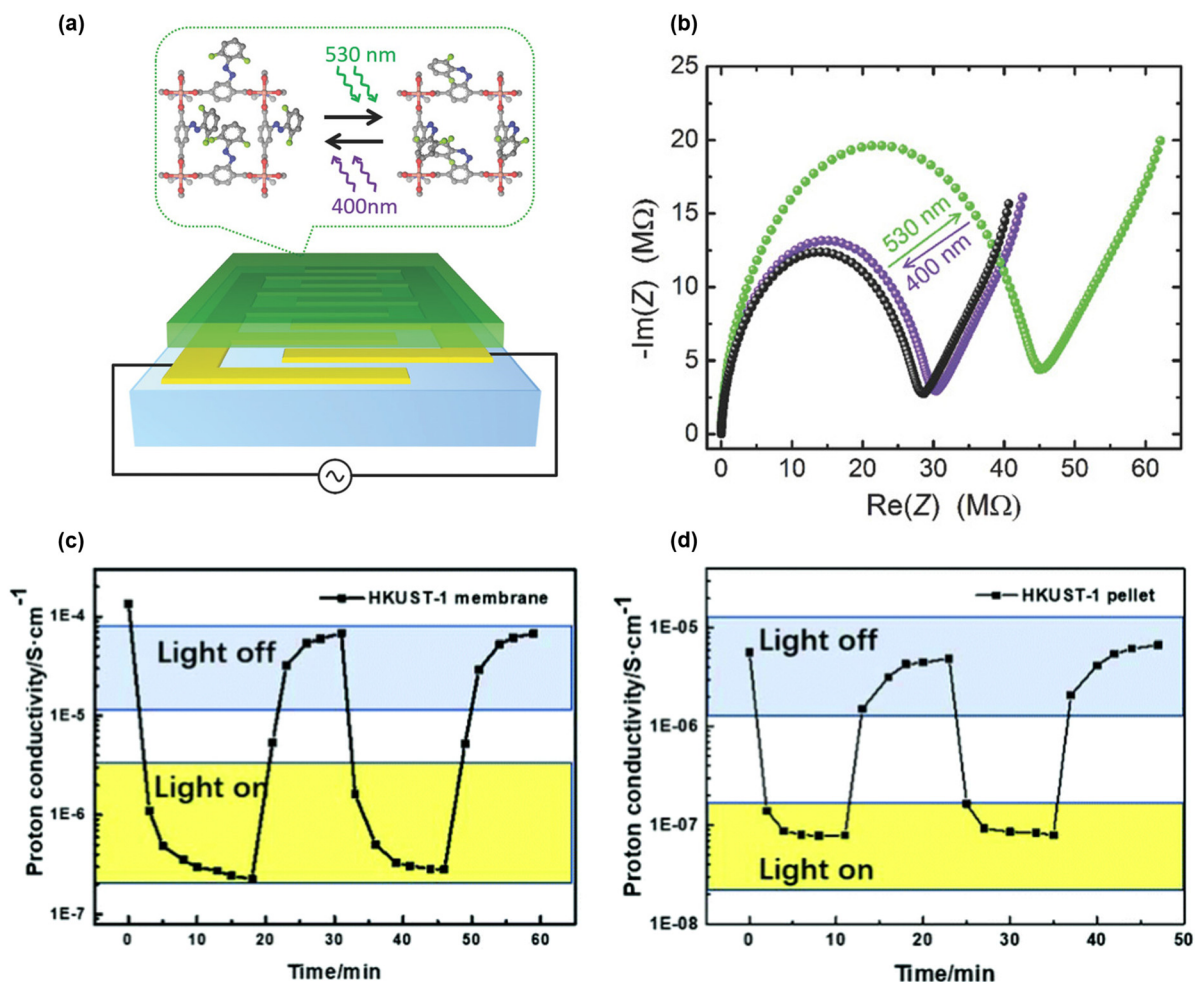 (a)
530 nm
400nm
(b)
25
20
15
10
5
0
-Im(Z) (MΩ)
530 nm
400 nm
0 10 20 30 40 50 60
Re(Z) (MΩ)
(c)
HKUST-1 membrane
1E-4
1E-5
1E-6
1E-7
Proton conductivity/S·cm⁻¹
Light off
Light on
0 10 20 30 40 50 60
Time/min
(d)
HKUST-1 pellet
1E-05
1E-06
1E-07
1E-08
Proton conductivity/S·cm⁻¹
Light off
Light on
0 10 20 30 40 50
Time/min